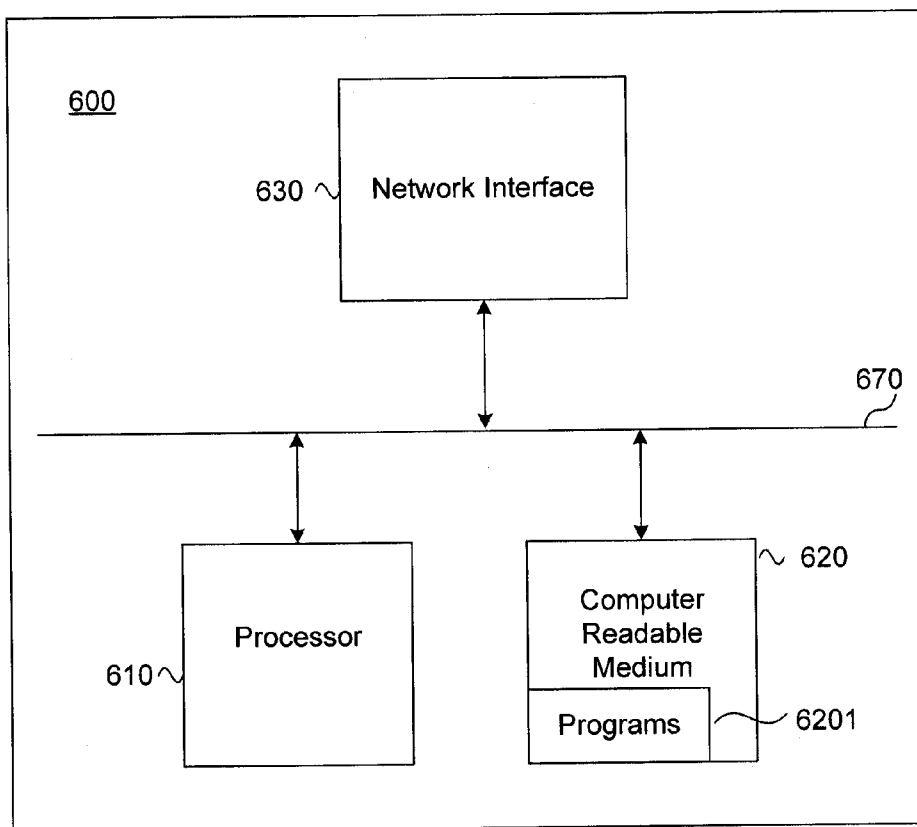 600
630
Network Interface
670
620
Computer
Readable
Medium
Processor
610
Programs
6201